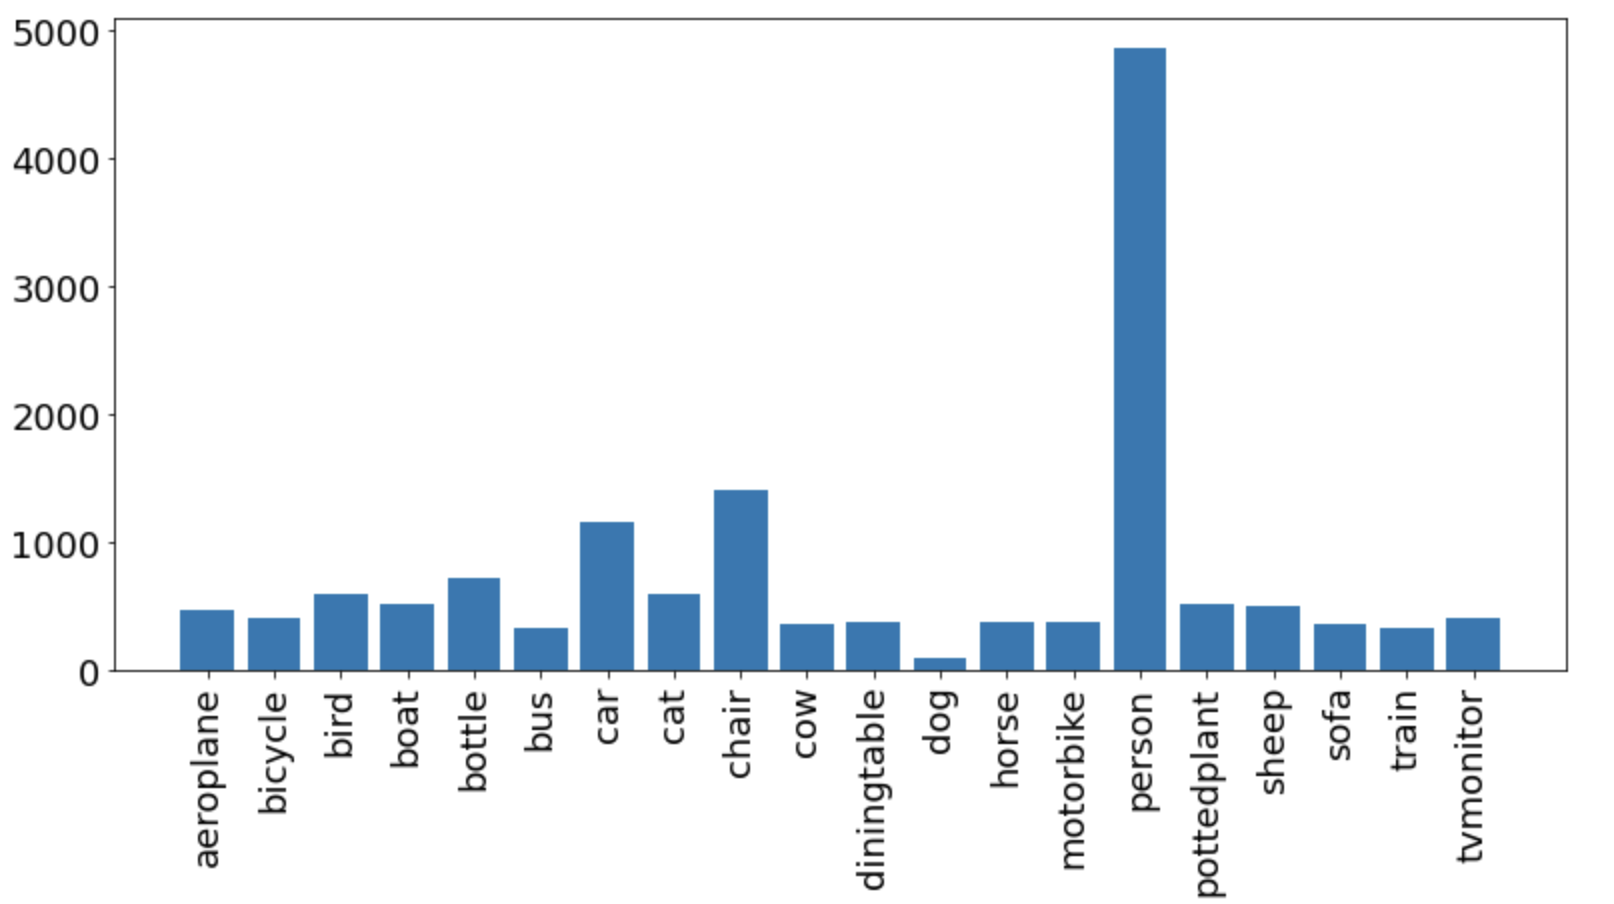 5000
4000
3000
2000
1000
0
aeroplane
bicycle
bird
boat
bottle
bus
car
cat
chair
cow
diningtable
dog
horse
motorbike
person
pottedplant
sheep
sofa
train
tvmonitor